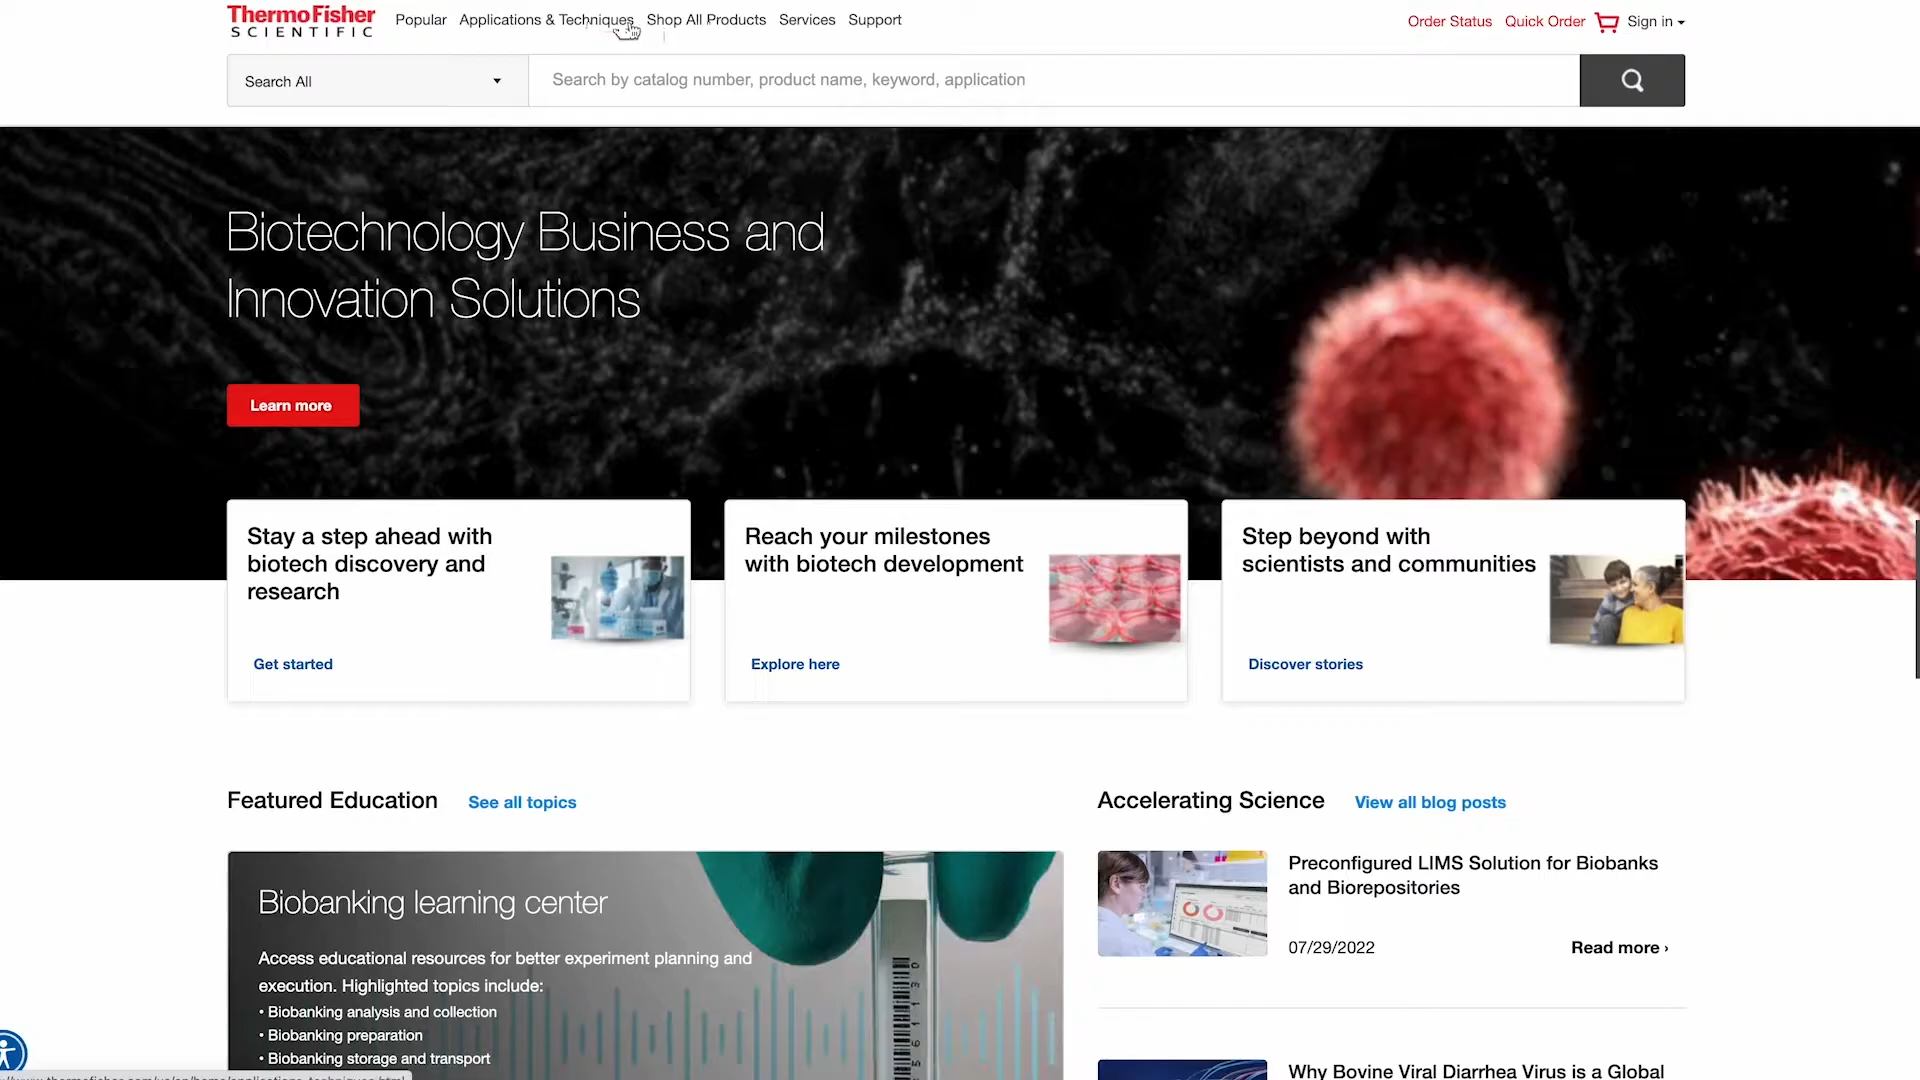 ThermoFisher
SCIENTIFIC
Popular Applications & Techniques Shop All Products Services Support
Order Status Quick Order Sign in
Search All
Search by catalog number, product name, keyword, application
Biotechnology Business and
Innovation Solutions
Learn more
Stay a step ahead with
biotech discovery and
research
Get started
Reach your milestones
with biotech development
Explore here
Step beyond with
scientists and communities
Discover stories
Featured Education See all topics
Biobanking learning center
Access educational resources for better experiment planning and
execution. Highlighted topics include:
• Biobanking analysis and collection
• Biobanking preparation
• Biobanking storage and transport
Accelerating Science View all blog posts
Preconfigured LIMS Solution for Biobanks
and Biorepositories
07/29/2022
Read more ›
Why Bovine Viral Diarrhea Virus is a Global